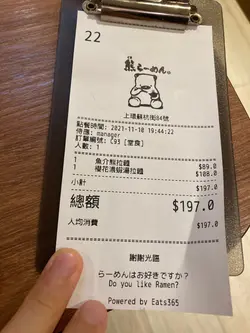 22
熊らーめん。
上環蘇杭街84號
點餐時間: 2021-11-10 19:44:22
侍應: manager
訂單編號: C93 [堂食]
人數: 1
1 魚介豚拉麵 $89.0
1 櫻花濃蝦湯拉麵 $108.0
小計 $197.0
總額 $197.0
人均消費 $197.0
謝謝光臨
らーめんはお好きですか?
Do you like Ramen?
Powered by Eats365